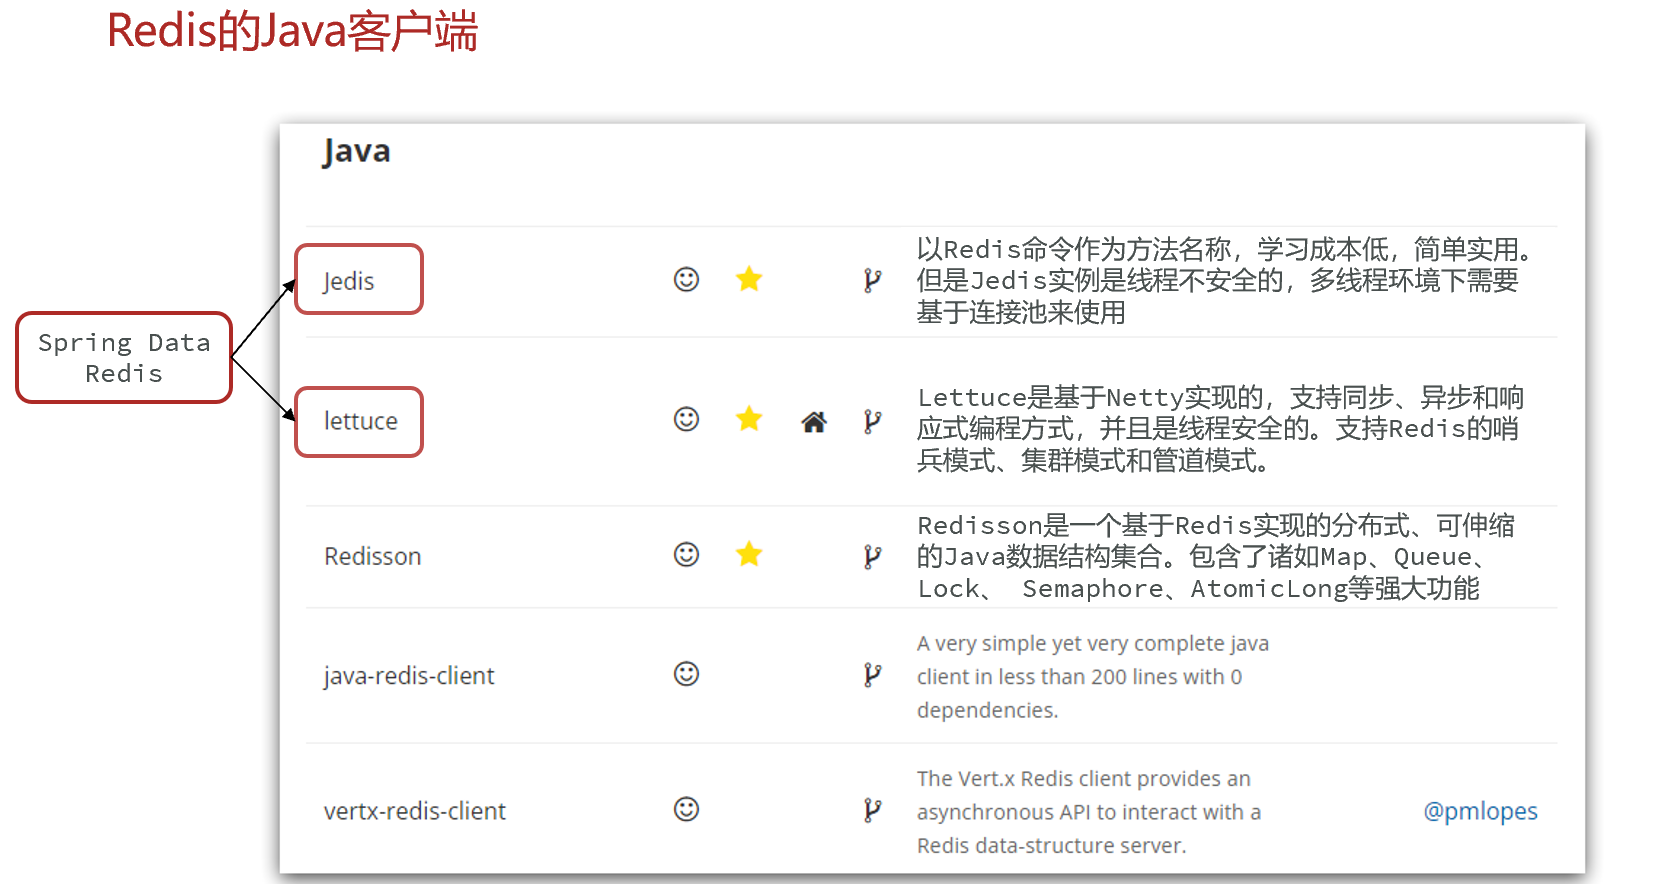 Redis的Java客户端
Java
Jedis
以Redis命令作为方法名称，学习成本低，简单实用。
但是Jedis实例是线程不安全的，多线程环境下需要
基于连接池来使用
Spring Data
Redis
lettuce
Lettuce是基于Netty实现的，支持同步、异步和响
应式编程方式，并且是线程安全的。支持Redis的哨
兵模式、集群模式和管道模式。
Redisson
Redisson是一个基于Redis实现的分布式、可伸缩
的Java数据结构集合。包含了诸如Map、Queue、
Lock、 Semaphore、AtomicLong等强大功能
java-redis-client
A very simple yet very complete java
client in less than 200 lines with 0
dependencies.
vertx-redis-client
The Vert.x Redis client provides an
asynchronous API to interact with a
Redis data-structure server.
@pmlopes